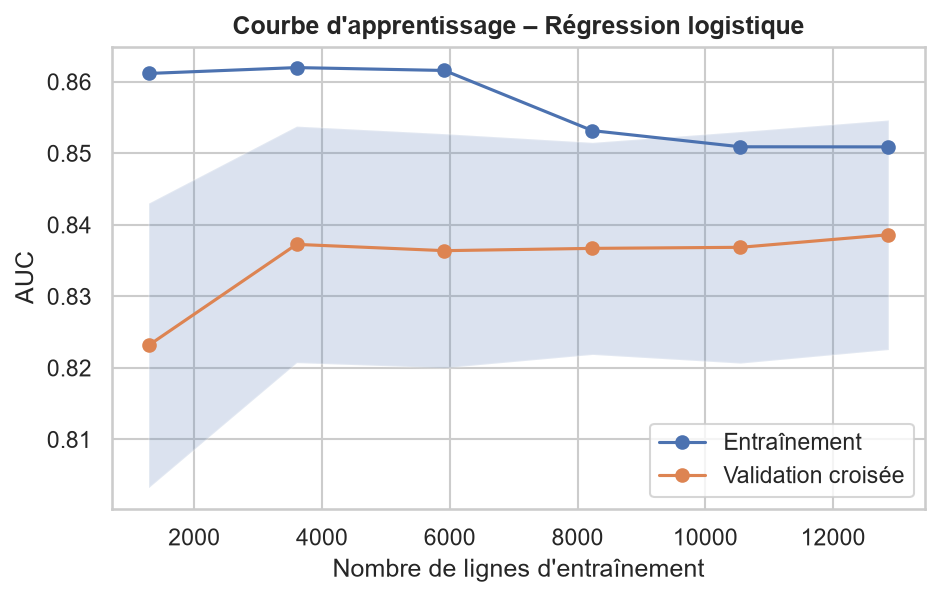 Courbe d'apprentissage – Régression logistique
0.86
0.85
0.84
0.83
0.82
0.81
AUC
2000 4000 6000 8000 10000 12000
Nombre de lignes d'entraînement
Entraînement
Validation croisée